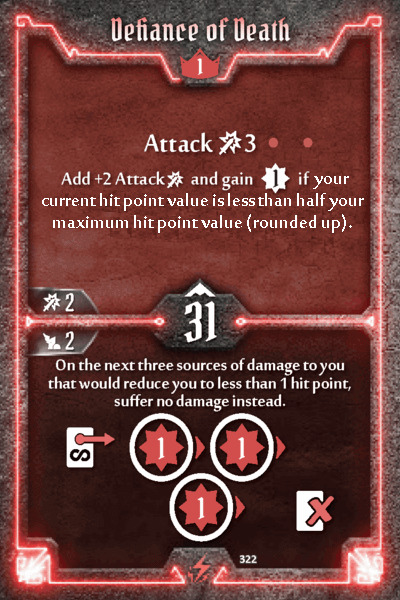 Defiance of Death
1
Attack 3
Add +2 Attack and gain 1 if your
current hit point value is less than half your
maximum hit point value (rounded up).
2
31
2
On the next three sources of damage to you
that would reduce you to less than 1 hit point,
suffer no damage instead.
S
1 1
1
322